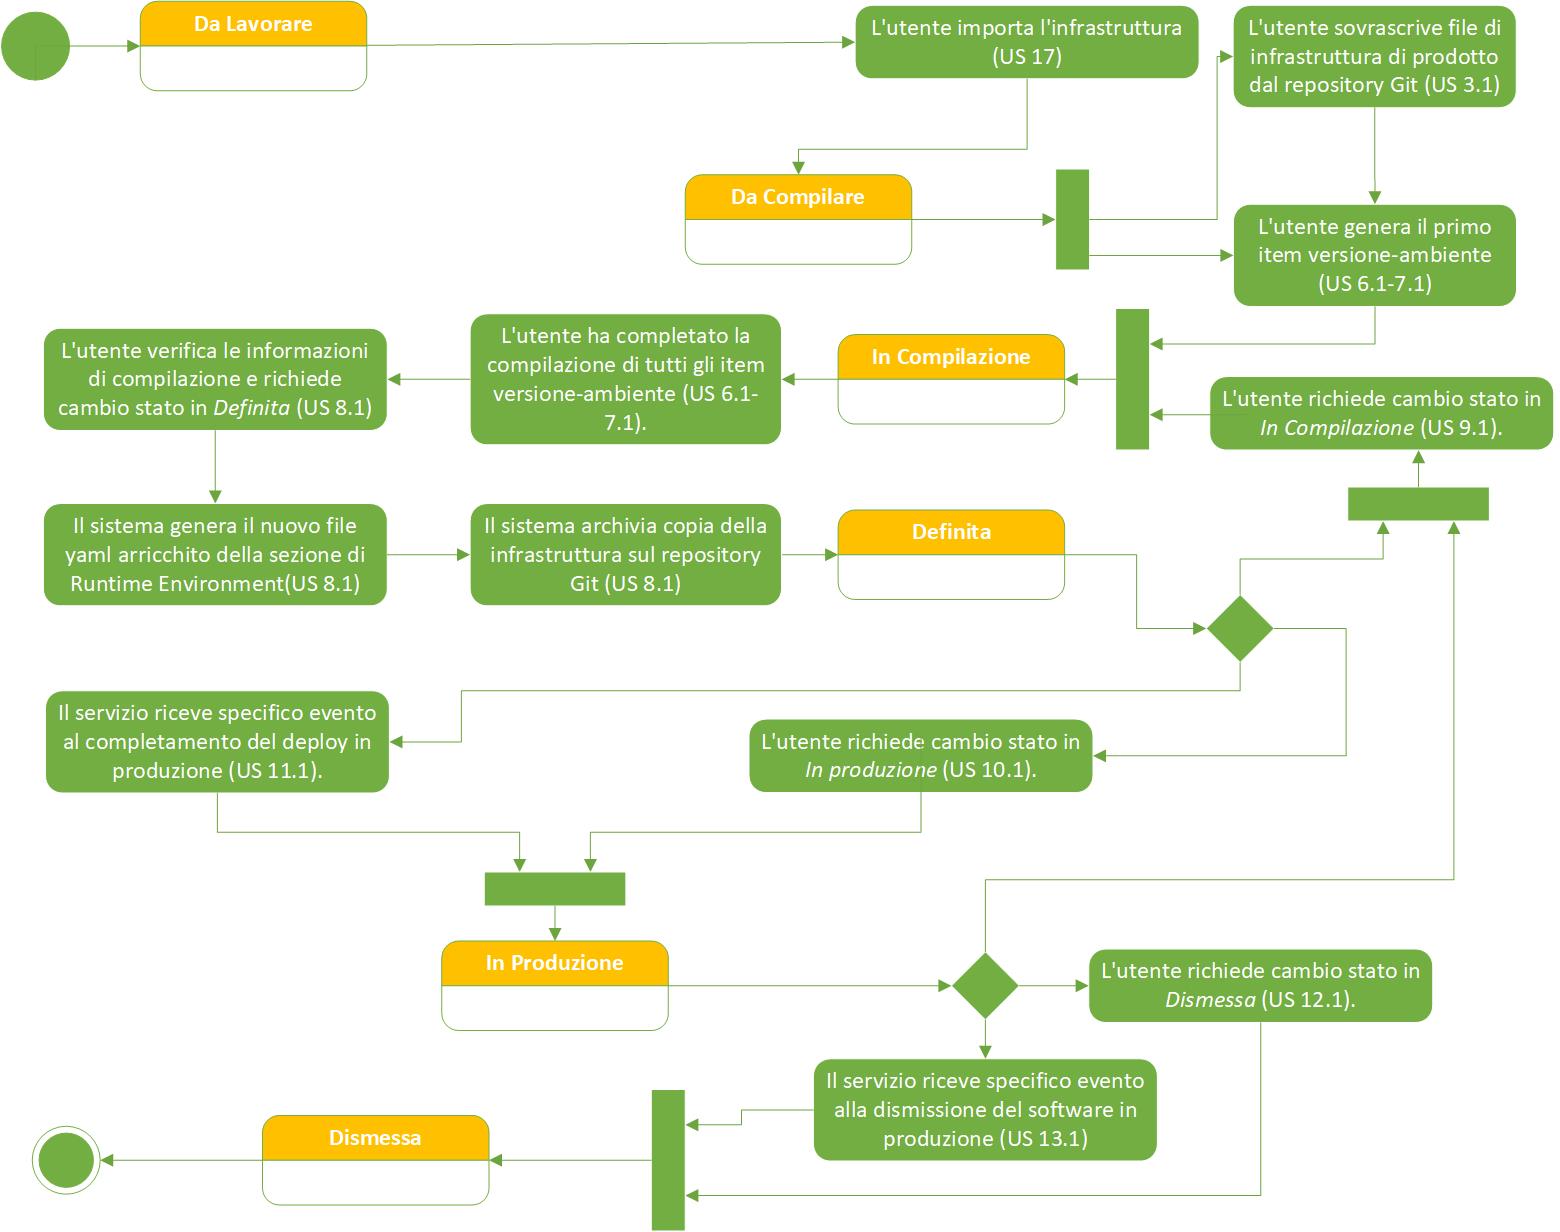 Da Lavorare
L'utente importa l'infrastruttura
(US 17)
L'utente sovrascrive file di
infrastruttura di prodotto
dal repository Git (US 3.1)
Da Compilare
L'utente genera il primo
item versione-ambiente
(US 6.1-7.1)
L'utente verifica le informazioni
di compilazione e richiede
cambio stato in Definita (US 8.1)
L'utente ha completato la
compilazione di tutti gli item
versione-ambiente (US 6.1-
7.1).
In Compilazione
L'utente richiede cambio stato in
In Compilazione (US 9.1).
Il sistema genera il nuovo file
yaml arricchito della sezione di
Runtime Environment(US 8.1)
Il sistema archivia copia della
infrastruttura sul repository
Git (US 8.1)
Definita
Il servizio riceve specifico evento
al completamento del deploy in
produzione (US 11.1).
L'utente richiede cambio stato in
In produzione (US 10.1).
In Produzione
L'utente richiede cambio stato in
Dismessa (US 12.1).
Il servizio riceve specifico evento
alla dismissione del software in
produzione (US 13.1)
Dismessa